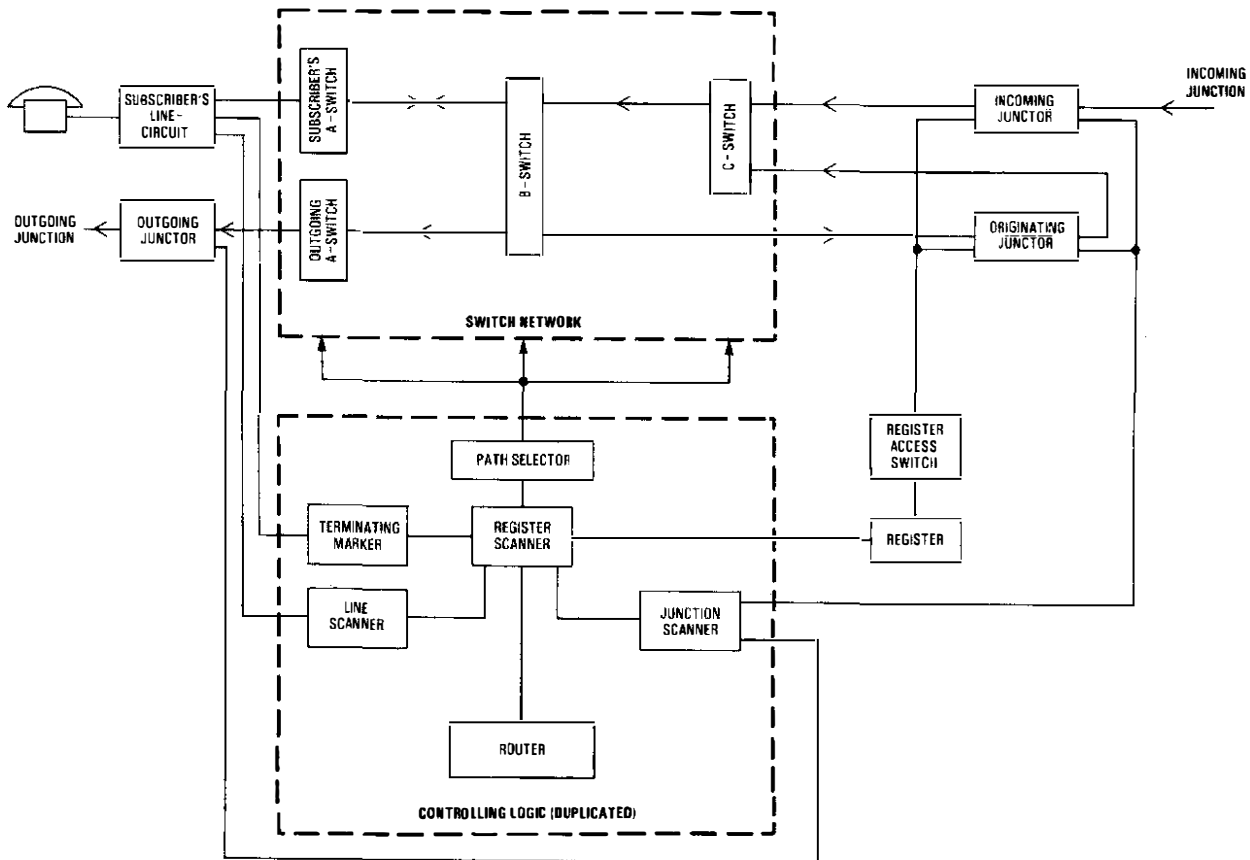 SUBSCRIBER'S
LINE-
CIRCUIT
SUBSCRIBER'S
A-SWITCH
B-SWITCH
C-SWITCH
INCOMING
JUNCTOR
INCOMING
JUNCTION
OUTGOING
JUNCTION
OUTGOING
JUNCTOR
OUTGOING
A-SWITCH
ORIGINATING
JUNCTOR
SWITCH NETWORK
REGISTER
ACCESS
SWITCH
PATH SELECTOR
TERMINATING
MARKER
REGISTER
SCANNER
REGISTER
LINE
SCANNER
JUNCTION
SCANNER
ROUTER
CONTROLLING LOGIC (DUPLICATED)